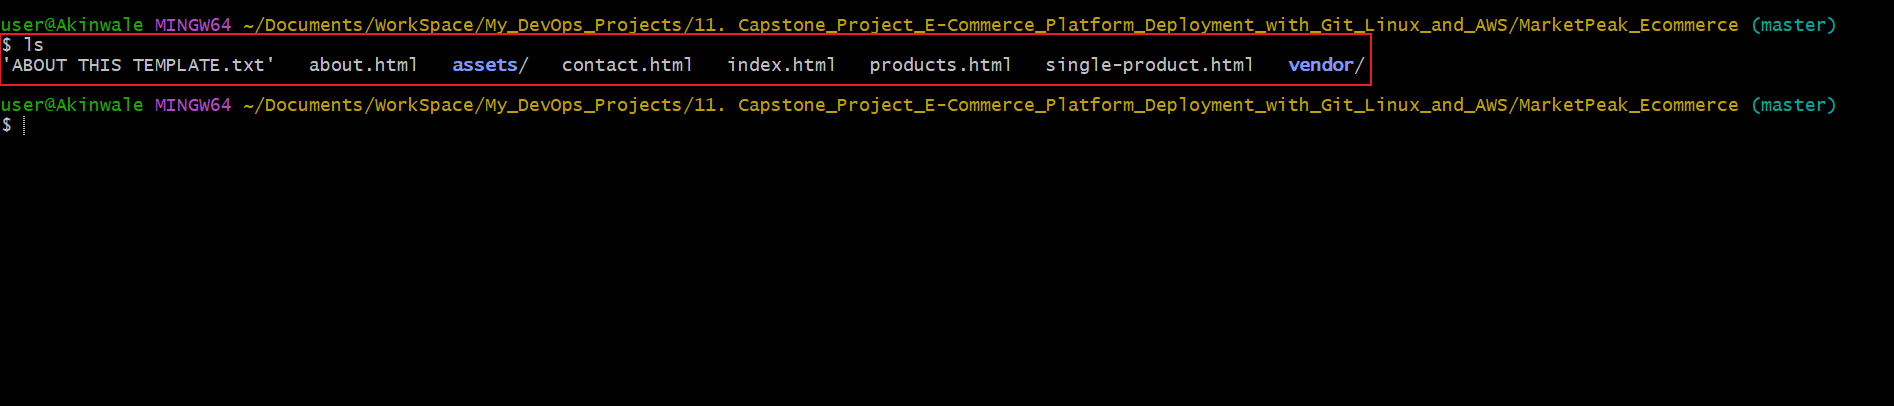 user@Akinwale MINGW64 ~/Documents/WorkSpace/My_DevOps_Projects/11. Capstone_Project_E-Commerce_Platform_Deployment_with_Git_Linux_and_AWS/MarketPeak_Ecommerce (master)
$ ls
'ABOUT THIS TEMPLATE.txt'   about.html   assets/   contact.html   index.html   products.html   single-product.html   vendor/
user@Akinwale MINGW64 ~/Documents/WorkSpace/My_DevOps_Projects/11. Capstone_Project_E-Commerce_Platform_Deployment_with_Git_Linux_and_AWS/MarketPeak_Ecommerce (master)
$